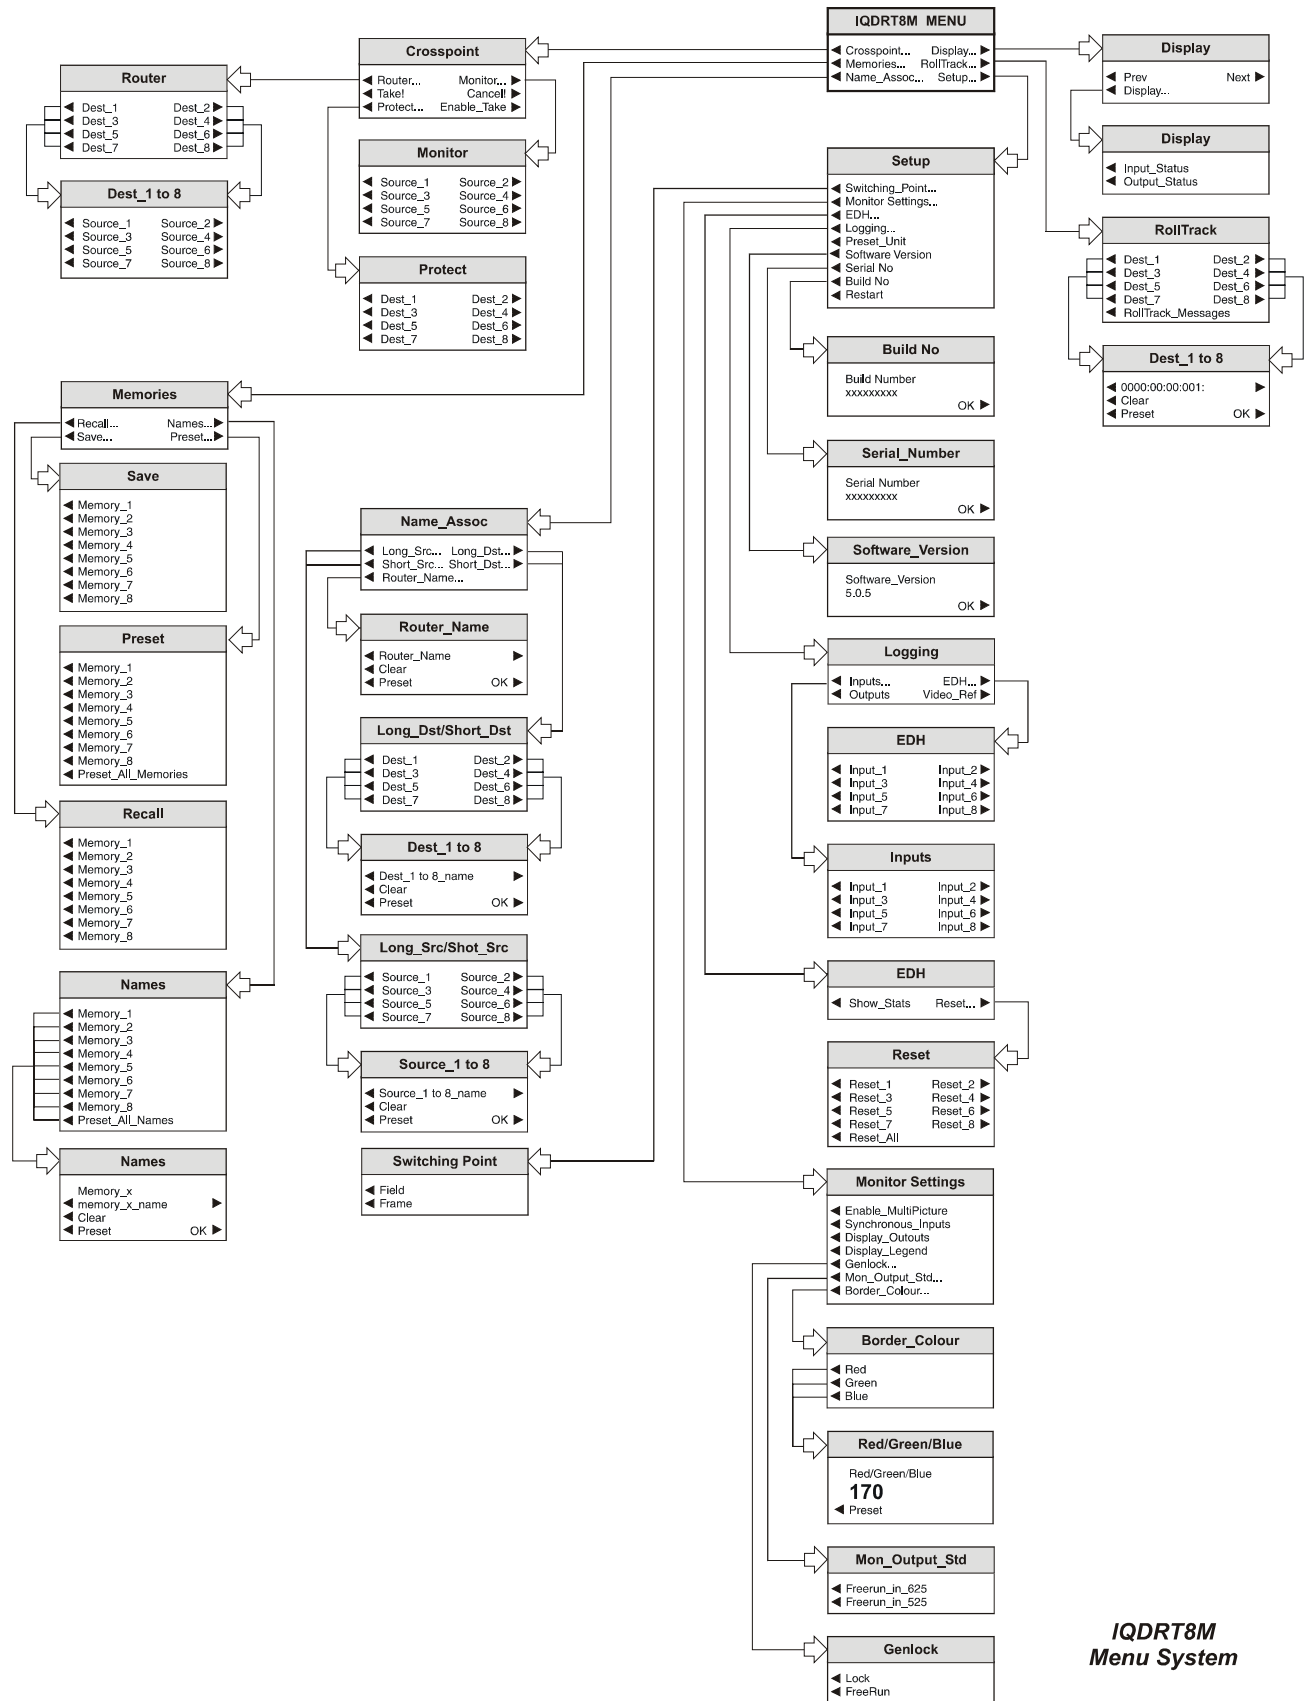 IQDRT8M MENU
Crosspoint... Display...
Memories... RollTrack...
Name_Assoc... Setup...
Crosspoint
Router... Monitor...
Take! Cancel!
Protect... Enable_Take
Router
Dest_1 Dest_2
Dest_3 Dest_4
Dest_5 Dest_6
Dest_7 Dest_8
Dest_1 to 8
Source_1 Source_2
Source_3 Source_4
Source_5 Source_6
Source_7 Source_8
Monitor
Source_1 Source_2
Source_3 Source_4
Source_5 Source_6
Source_7 Source_8
Protect
Dest_1 Dest_2
Dest_3 Dest_4
Dest_5 Dest_6
Dest_7 Dest_8
Memories
Recall... Names...
Save... Preset...
Save
Memory_1
Memory_2
Memory_3
Memory_4
Memory_5
Memory_6
Memory_7
Memory_8
Preset
Memory_1
Memory_2
Memory_3
Memory_4
Memory_5
Memory_6
Memory_7
Memory_8
Preset_All_Memories
Recall
Memory_1
Memory_2
Memory_3
Memory_4
Memory_5
Memory_6
Memory_7
Memory_8
Names
Memory_1
Memory_2
Memory_3
Memory_4
Memory_5
Memory_6
Memory_7
Memory_8
Preset_All_Names
Names
Memory_x
memory_x_name
Clear
Preset OK
Name_Assoc
Long_Src... Long_Dst...
Short_Src... Short_Dst...
Router_Name...
Router_Name
Router_Name
Clear
Preset OK
Long_Dst/Short_Dst
Dest_1 Dest_2
Dest_3 Dest_4
Dest_5 Dest_6
Dest_7 Dest_8
Dest_1 to 8
Dest_1 to 8_name
Clear
Preset OK
Long_Src/Shot_Src
Source_1 Source_2
Source_3 Source_4
Source_5 Source_6
Source_7 Source_8
Source_1 to 8
Source_1 to 8_name
Clear
Preset OK
Switching Point
Field
Frame
Setup
Switching_Point...
Monitor Settings...
EDH...
Logging...
Preset_Unit
Software Version
Serial No
Build No
Restart
Build No
Build Number
xxxxxxxxx
OK
Serial_Number
Serial Number
xxxxxxxxx
OK
Software_Version
Software_Version
5.0.5
OK
Logging
Inputs... EDH...
Outputs Video_Ref
EDH
Input_1 Input_2
Input_3 Input_4
Input_5 Input_6
Input_7 Input_8
Inputs
Input_1 Input_2
Input_3 Input_4
Input_5 Input_6
Input_7 Input_8
EDH
Show_Stats Reset...
Reset
Reset_1 Reset_2
Reset_3 Reset_4
Reset_5 Reset_6
Reset_7 Reset_8
Reset_All
Monitor Settings
Enable_MultiPicture
Synchronous_Inputs
Display_Outouts
Display_Legend
Genlock...
Mon_Output_Std...
Border_Colour...
Border_Colour
Red
Green
Blue
Red/Green/Blue
Red/Green/Blue
170
Preset
Mon_Output_Std
Freerun_in_625
Freerun_in_525
Genlock
Lock
FreeRun
Display
Prev Next
Display...
Display
Input_Status
Output_Status
RollTrack
Dest_1 Dest_2
Dest_3 Dest_4
Dest_5 Dest_6
Dest_7 Dest_8
RollTrack_Messages
Dest_1 to 8
0000:00:00:001:
Clear
Preset OK
IQDRT8M
Menu System